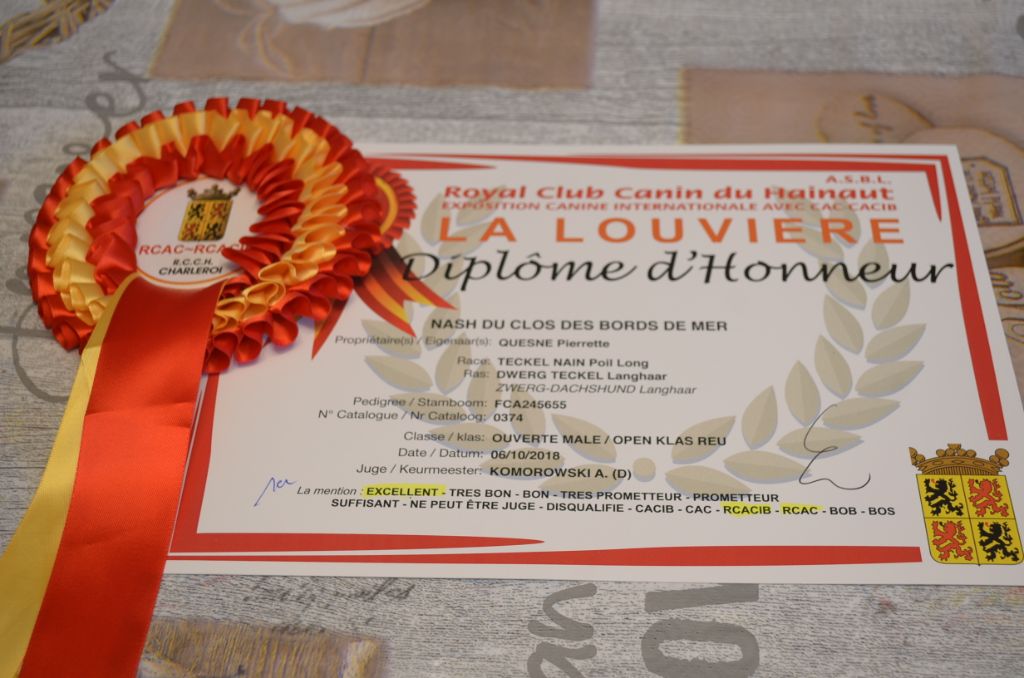 A.S.B.L.
Royal Club Canin du Hainaut
EXPOSITION CANINE INTERNATIONALE AVEC CAC-CACIB
LA LOUVIERE
Diplôme d'Honneur
RCAC~RCAC
R.C.C.H.
CHARLEROI
NASH DU CLOS DES BORDS DE MER
Propriétaire(s) / Eigenaar(s): QUESNE Pierrette
Race: TECKEL NAIN Poil Long
Ras: DWERG TECKEL Langhaar
ZWERG-DACHSHUND Langhaar
Pedigree / Stamboom: FCA245655
N° Catalogue / Nr Cataloog: 0374
Classe / klas: OUVERTE MALE / OPEN KLAS REU
Date / Datum: 06/10/2018
Juge / Keurmeester: KOMOROWSKI A. (D)
1er
La mention : EXCELLENT - TRES BON - BON - TRES PROMETTEUR - PROMETTEUR
SUFFISANT - NE PEUT ÊTRE JUGE - DISQUALIFIE - CACIB - CAC - RCACIB - RCAC - BOB - BOS